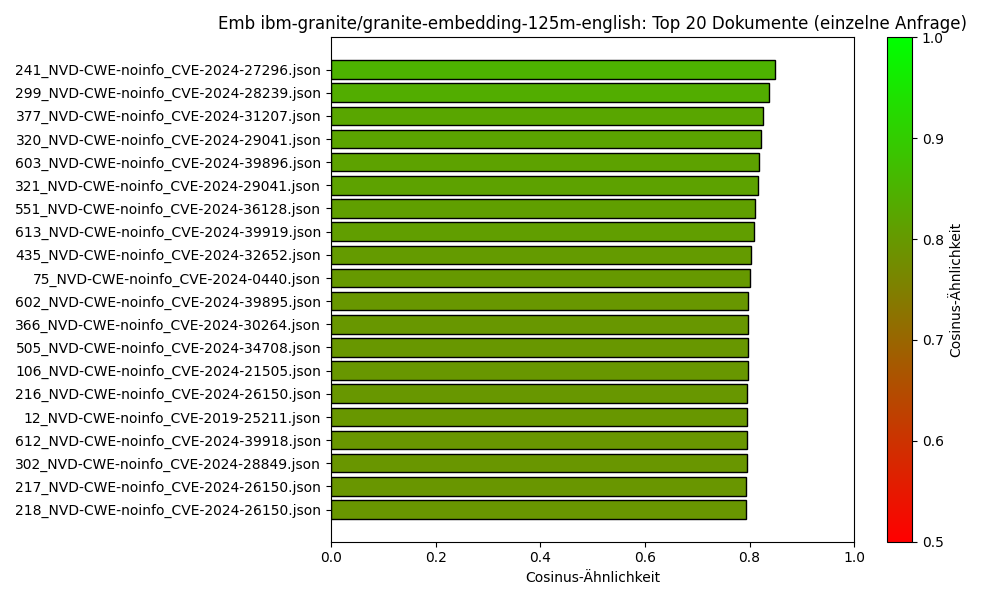 Emb ibm-granite/granite-embedding-125m-english: Top 20 Dokumente (einzelne Anfrage)
241_NVD-CWE-noinfo_CVE-2024-27296.json
299_NVD-CWE-noinfo_CVE-2024-28239.json
377_NVD-CWE-noinfo_CVE-2024-31207.json
320_NVD-CWE-noinfo_CVE-2024-29041.json
603_NVD-CWE-noinfo_CVE-2024-39896.json
321_NVD-CWE-noinfo_CVE-2024-29041.json
551_NVD-CWE-noinfo_CVE-2024-36128.json
613_NVD-CWE-noinfo_CVE-2024-39919.json
435_NVD-CWE-noinfo_CVE-2024-32652.json
75_NVD-CWE-noinfo_CVE-2024-0440.json
602_NVD-CWE-noinfo_CVE-2024-39895.json
366_NVD-CWE-noinfo_CVE-2024-30264.json
505_NVD-CWE-noinfo_CVE-2024-34708.json
106_NVD-CWE-noinfo_CVE-2024-21505.json
216_NVD-CWE-noinfo_CVE-2024-26150.json
12_NVD-CWE-noinfo_CVE-2019-25211.json
612_NVD-CWE-noinfo_CVE-2024-39918.json
302_NVD-CWE-noinfo_CVE-2024-28849.json
217_NVD-CWE-noinfo_CVE-2024-26150.json
218_NVD-CWE-noinfo_CVE-2024-26150.json
0.0 0.2 0.4 0.6 0.8 1.0
Cosinus-Ähnlichkeit
1.0
0.9
0.8
0.7
0.6
0.5
Cosinus-Ähnlichkeit